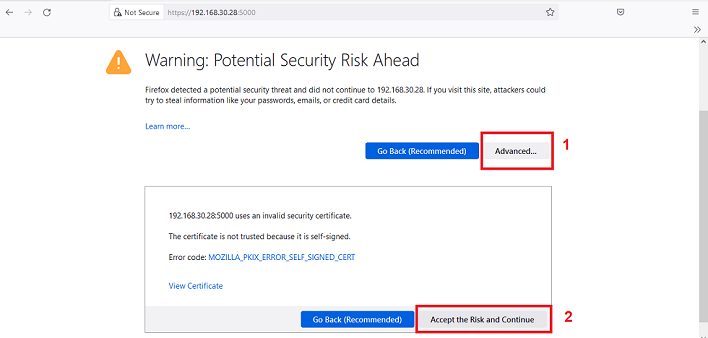 Not Secure https://192.168.30.28:5000
Warning: Potential Security Risk Ahead
Firefox detected a potential security threat and did not continue to 192.168.30.28. If you visit this site, attackers could
try to steal information like your passwords, emails, or credit card details.
Learn more...
Go Back (Recommended) Advanced... 1
192.168.30.28:5000 uses an invalid security certificate.
The certificate is not trusted because it is self-signed.
Error code: MOZILLA_PKIX_ERROR_SELF_SIGNED_CERT
View Certificate
Go Back (Recommended) Accept the Risk and Continue 2